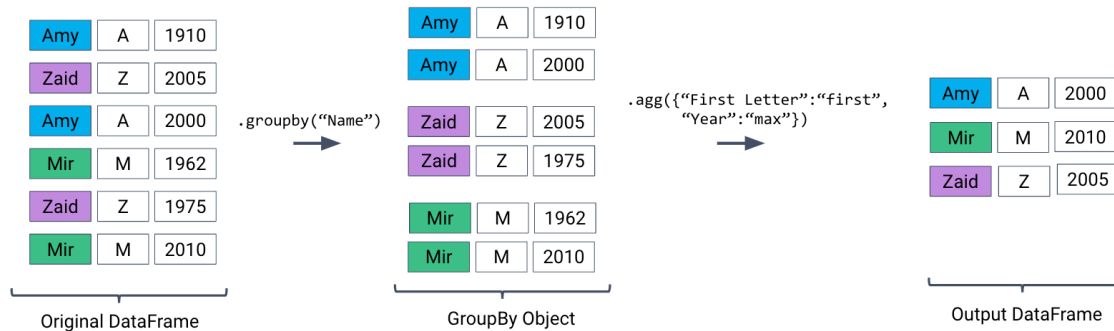 Amy A 1910
Zaid Z 2005
Amy A 2000
Mir M 1962
Zaid Z 1975
Mir M 2010
Original DataFrame
.groupby(“Name”)
Amy A 1910
Amy A 2000
Zaid Z 2005
Zaid Z 1975
Mir M 1962
Mir M 2010
GroupBy Object
.agg({“First Letter”:“first”,
“Year”:“max”})
Amy A 2000
Mir M 2010
Zaid Z 2005
Output DataFrame